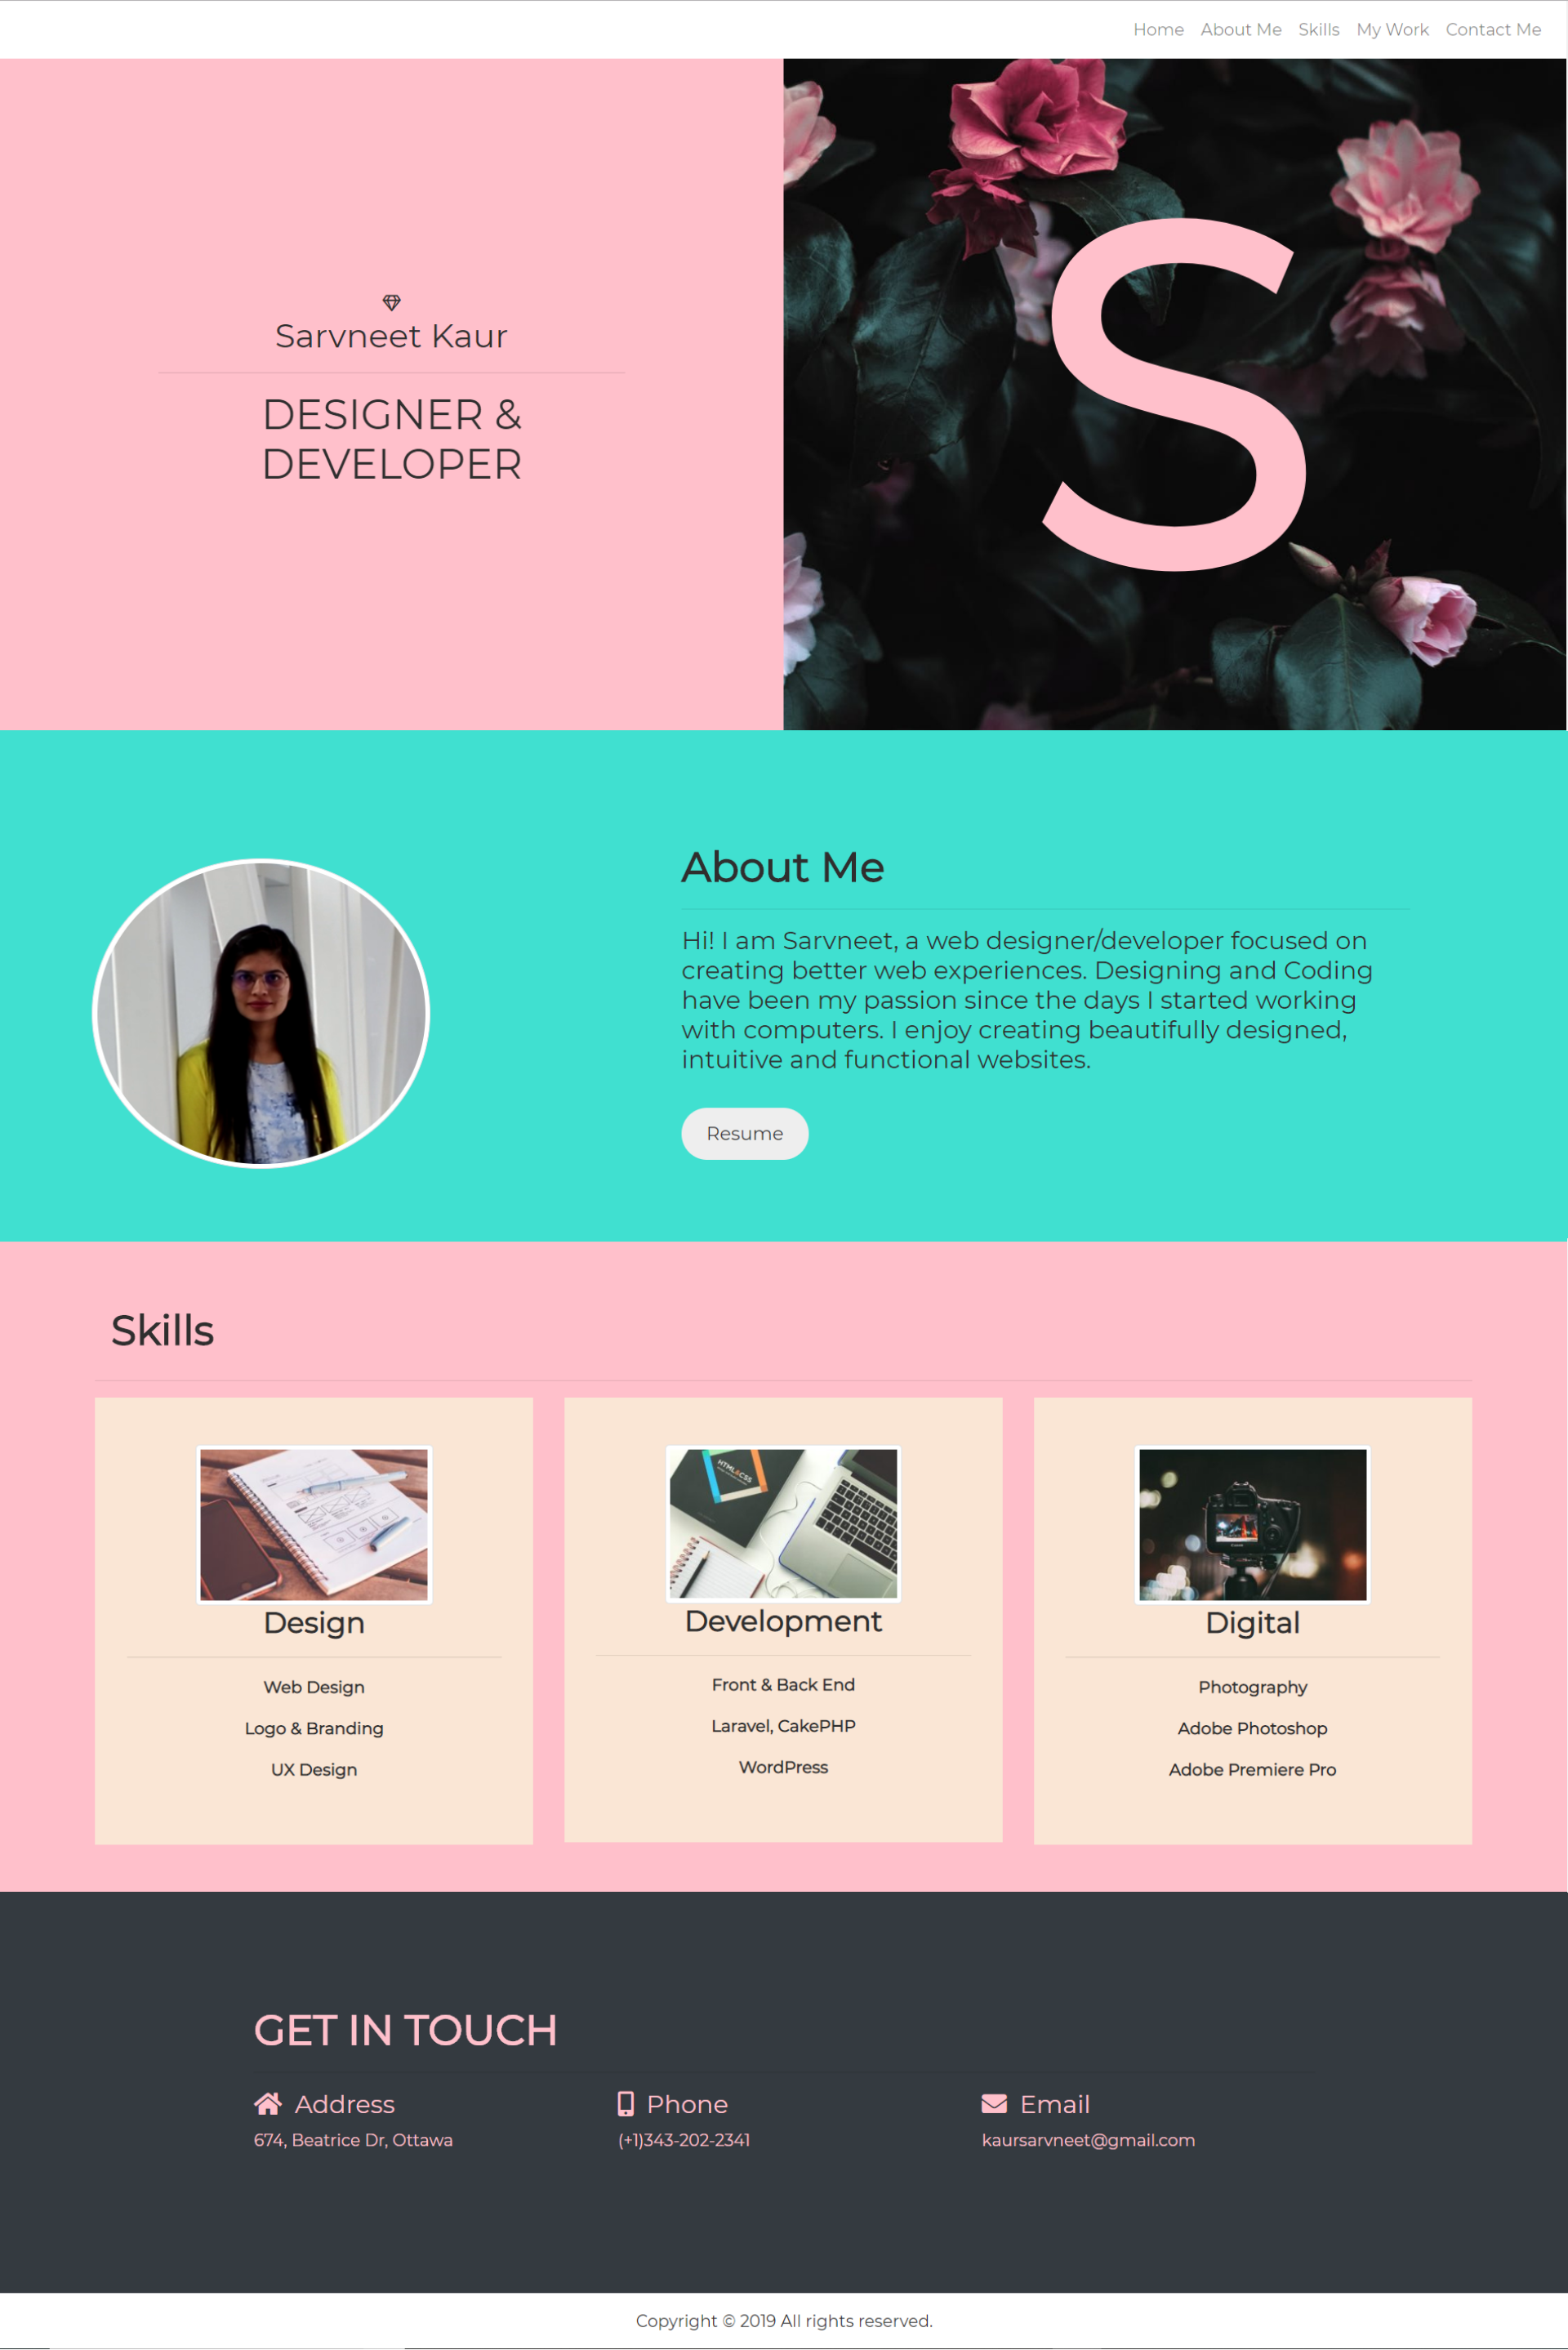 Home About Me Skills My Work Contact Me
Sarvneet Kaur
DESIGNER &
DEVELOPER
S
About Me
Hi! I am Sarvneet, a web designer/developer focused on
creating better web experiences. Designing and Coding
have been my passion since the days I started working
with computers. I enjoy creating beautifully designed,
intuitive and functional websites.
Resume
Skills
Design
Web Design
Logo & Branding
UX Design
HTML&CSS
Development
Front & Back End
Laravel, CakePHP
WordPress
Digital
Photography
Adobe Photoshop
Adobe Premiere Pro
GET IN TOUCH
Address
674, Beatrice Dr, Ottawa
Phone
(+1)343-202-2341
Email
kaursarvneet@gmail.com
Copyright © 2019 All rights reserved.